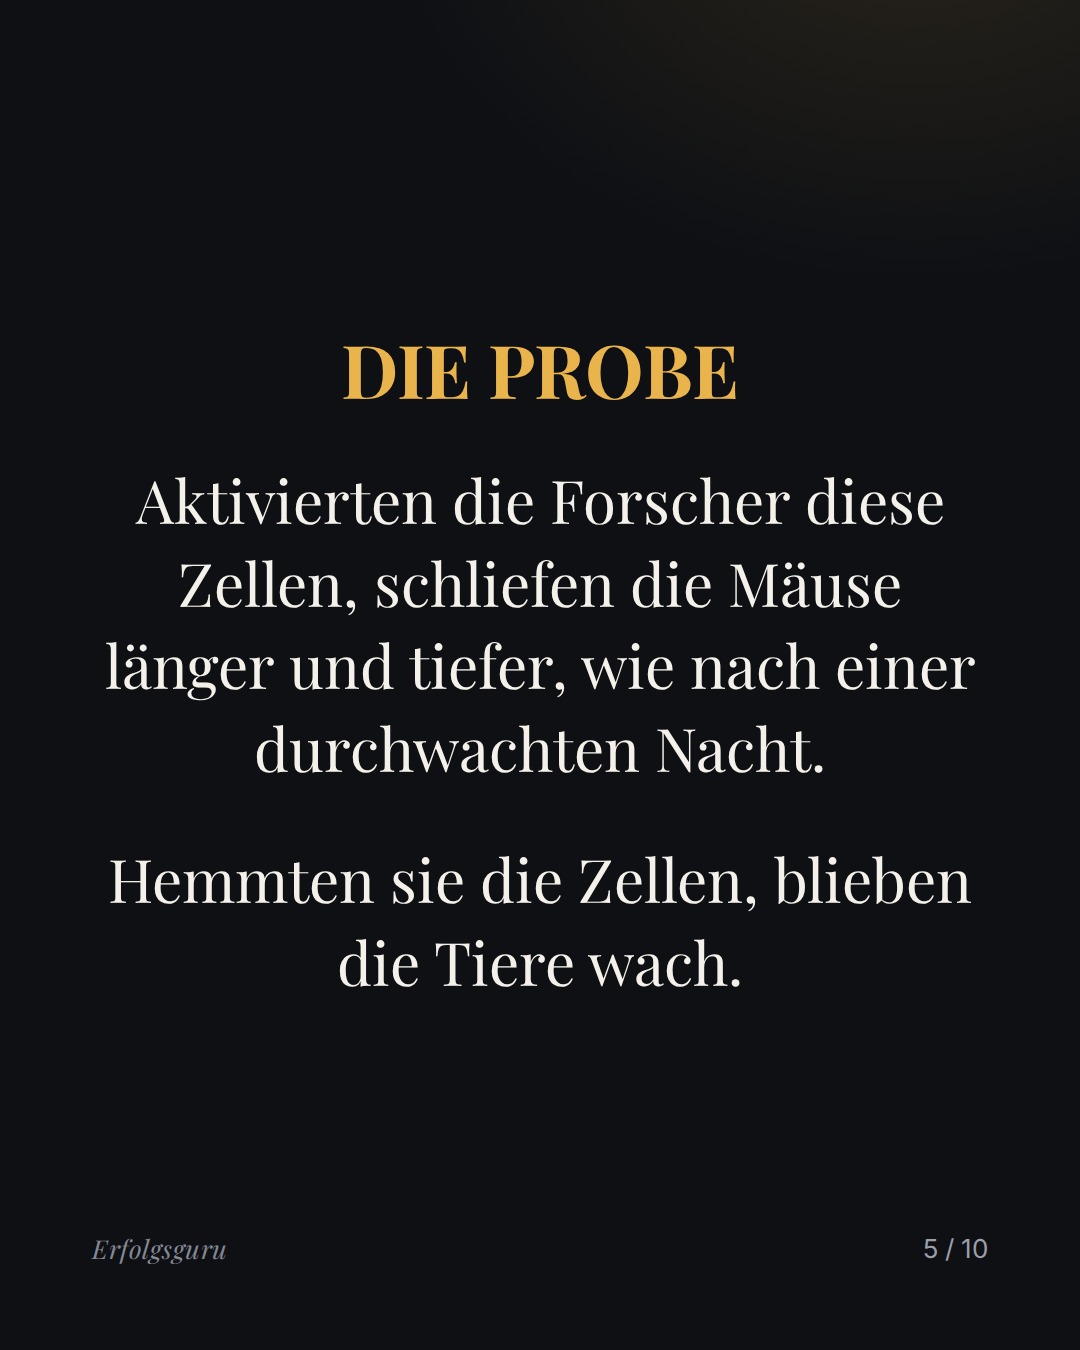 DIE PROBE
Aktivierten die Forscher diese
Zellen, schliefen die Mäuse
länger und tiefer, wie nach einer
durchwachten Nacht.
Hemmten sie die Zellen, blieben
die Tiere wach.
Erfolgsguru
5 / 10